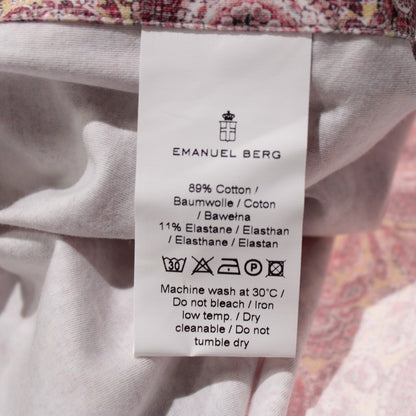 EMANUEL BERG
89% Cotton /
Baumwolle / Coton
/ Bawełna
11% Elastane / Elasthan
/ Elasthane / Elastan
30 P
Machine wash at 30°C /
Do not bleach / Iron
low temp. / Dry
cleanable / Do not
tumble dry